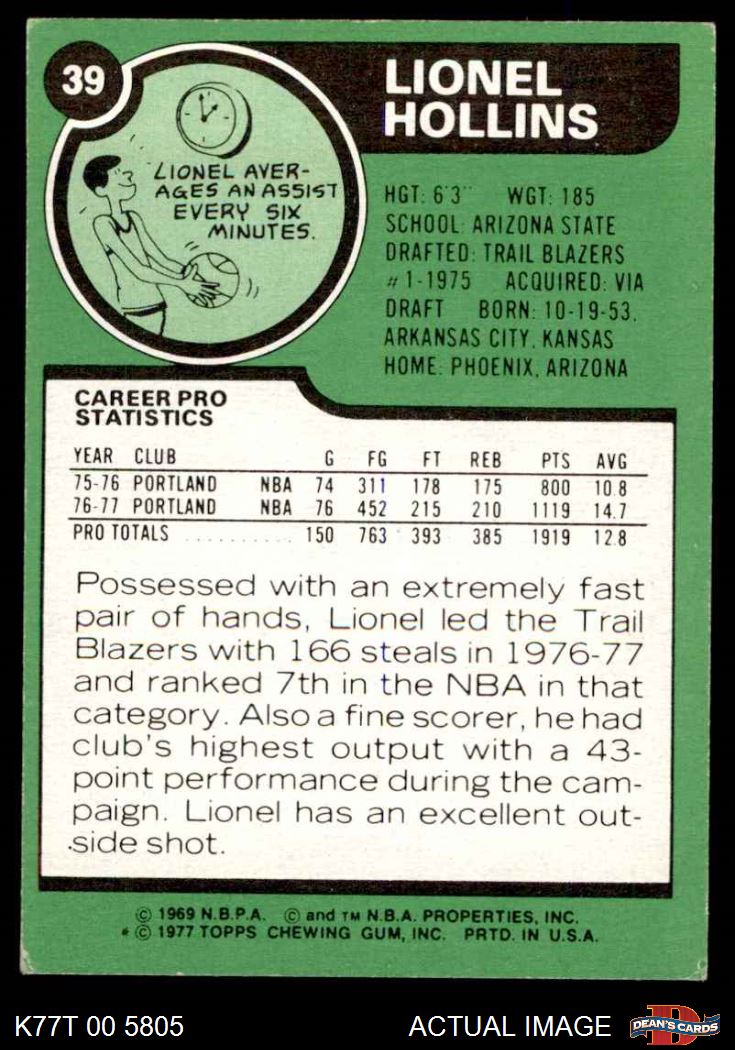 39
LIONEL
HOLLINS
LIONEL AVER-
AGES AN ASSIST
EVERY SIX
MINUTES.
HGT: 6'3" WGT: 185
SCHOOL: ARIZONA STATE
DRAFTED: TRAIL BLAZERS
#1-1975 ACQUIRED: VIA
DRAFT BORN: 10-19-53,
ARKANSAS CITY, KANSAS
HOME: PHOENIX, ARIZONA
CAREER PRO
STATISTICS
YEAR CLUB G FG FT REB PTS AVG
75-76 PORTLAND NBA 74 311 178 175 800 10.8
76-77 PORTLAND NBA 76 452 215 210 1119 14.7
PRO TOTALS .......... 150 763 393 385 1919 12.8
Possessed with an extremely fast
pair of hands, Lionel led the Trail
Blazers with 166 steals in 1976-77
and ranked 7th in the NBA in that
category. Also a fine scorer, he had
club's highest output with a 43-
point performance during the cam-
paign. Lionel has an excellent out-
side shot.
© 1969 N.B.P.A. © and TM N.B.A. PROPERTIES, INC.
* © 1977 TOPPS CHEWING GUM, INC. PRTD. IN U.S.A.
K77T 00 5805 ACTUAL IMAGE D DEAN'S CARDS